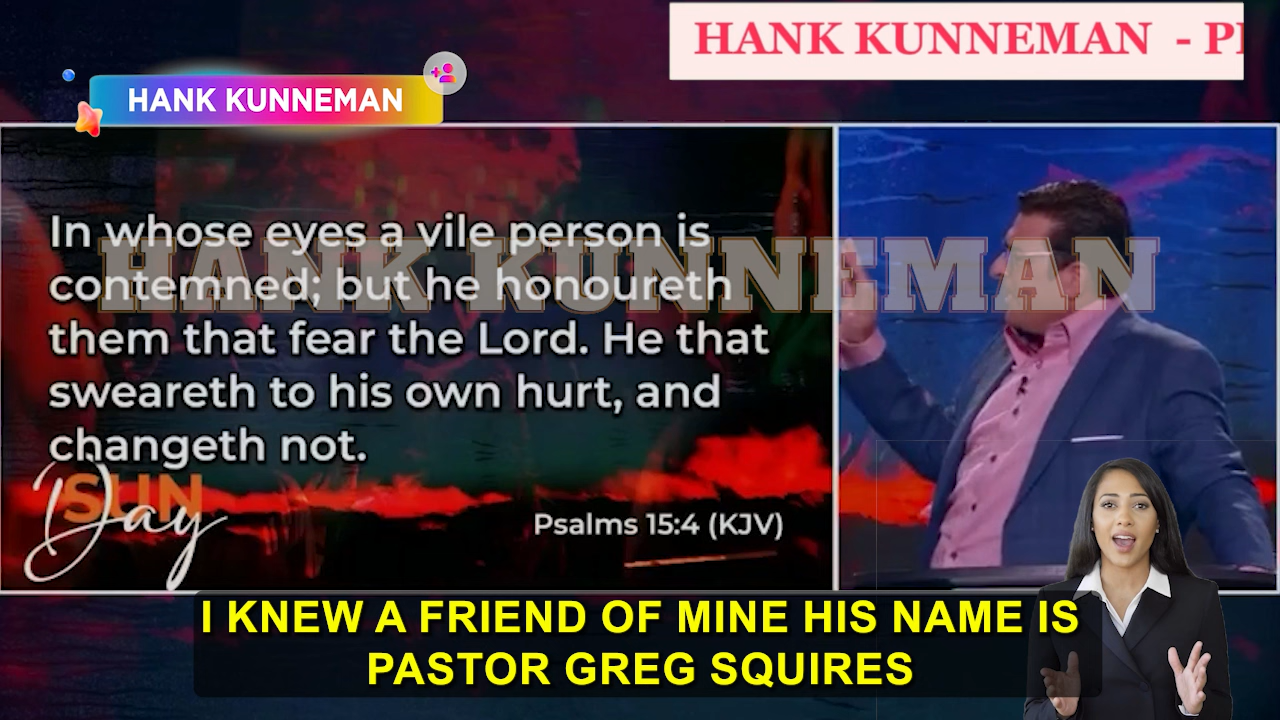 HANK KUNNEMAN - P
HANK KUNNEMAN
In whose eyes a vile person is
HANK KUNNEMAN
contemned; but he honoureth
them that fear the Lord. He that
sweareth to his own hurt, and
changeth not.
SUN
Day
Psalms 15:4 (KJV)
I KNEW A FRIEND OF MINE HIS NAME IS
PASTOR GREG SQUIRES